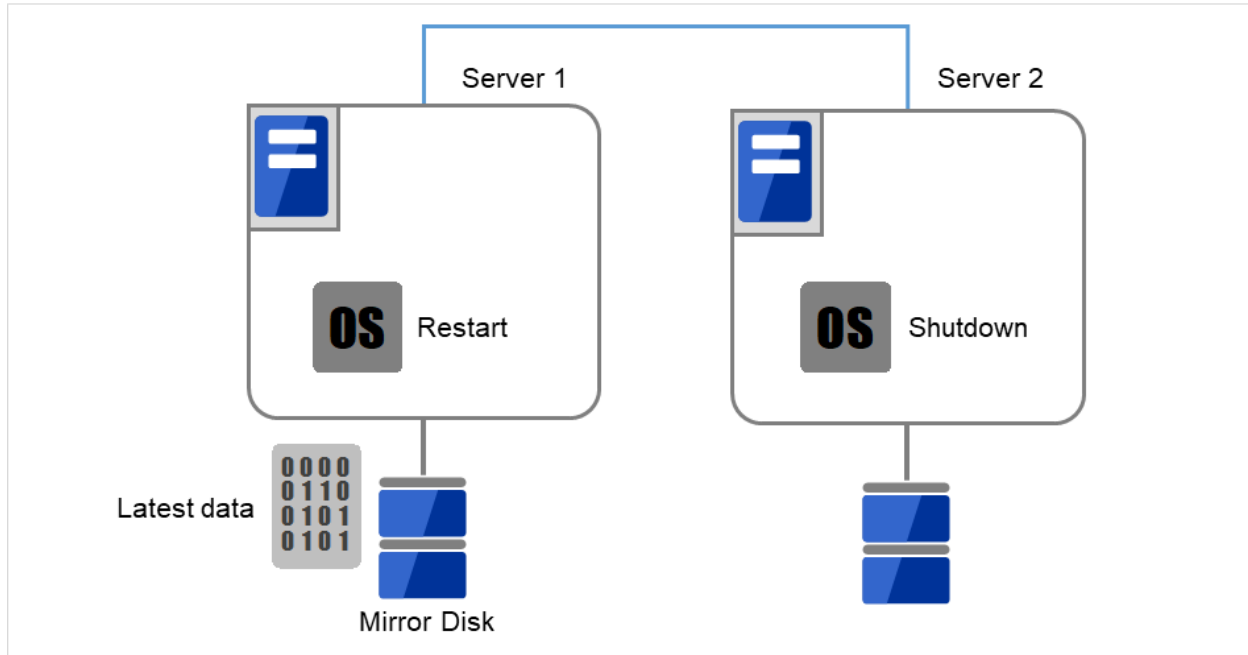 Server 1
Server 2
OS Restart
OS Shutdown
Latest data
0000
0110
0101
0101
Mirror Disk